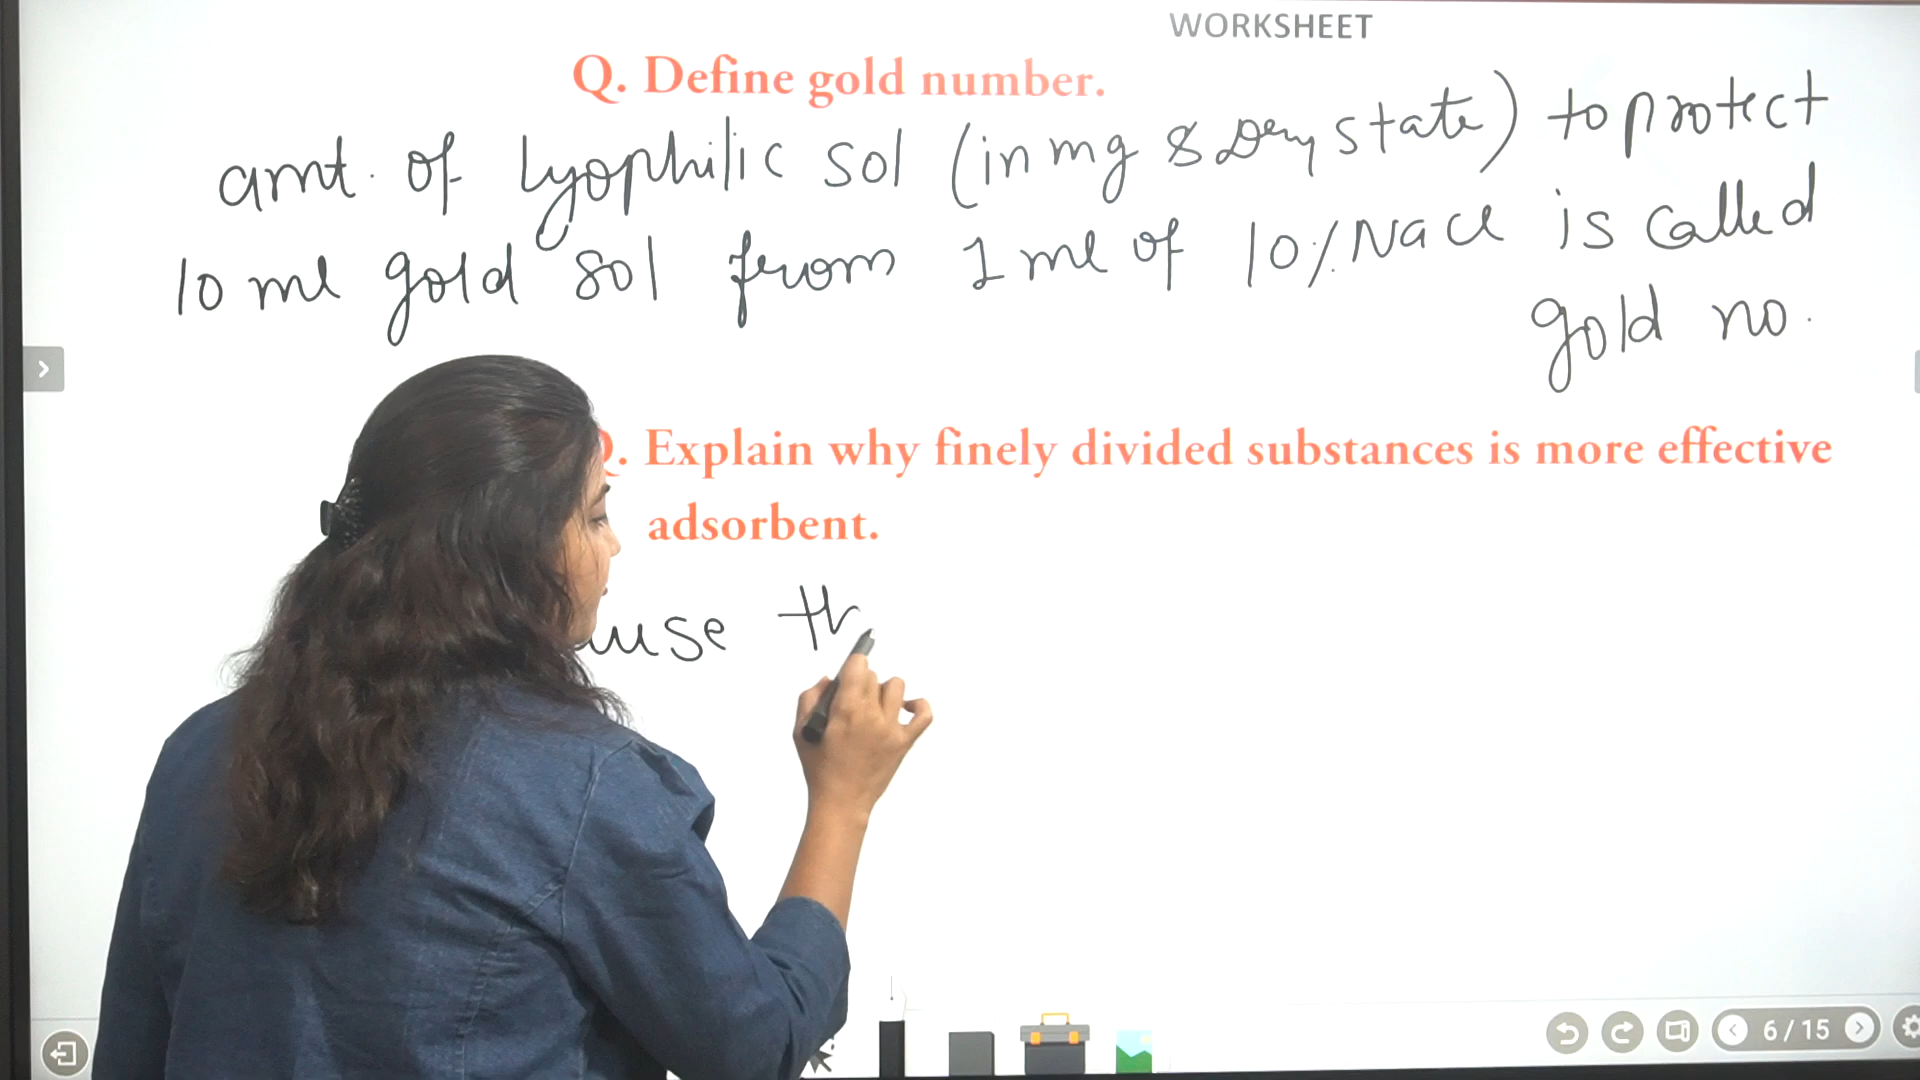 WORKSHEET
Q. Define gold number.
amt. of lyophilic sol (in mg & Dry state) to protect
10 ml gold sol from 1 ml of 10% NaCl is called
gold no.
Q. Explain why finely divided substances is more effective
adsorbent.
use th
6 / 15